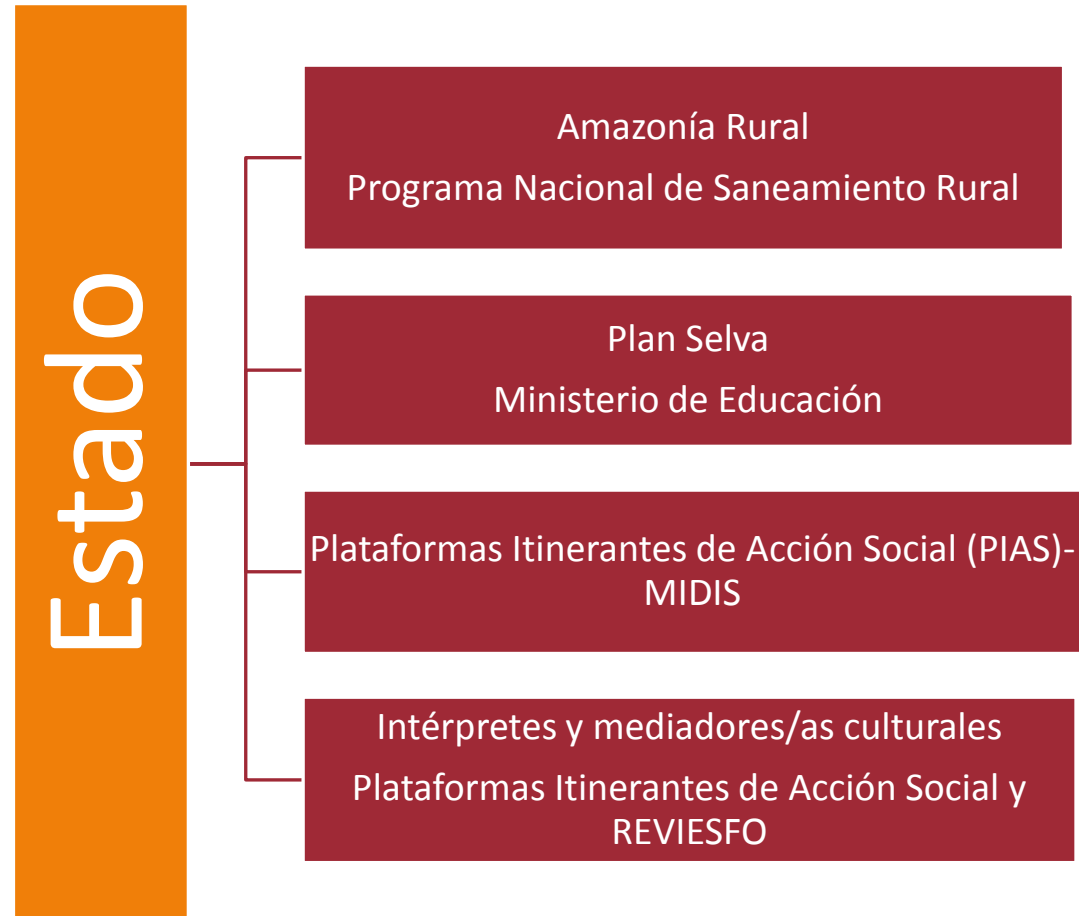 Estado
Amazonía Rural
Programa Nacional de Saneamiento Rural
Plan Selva
Ministerio de Educación
Plataformas Itinerantes de Acción Social (PIAS)-
MIDIS
Intérpretes y mediadores/as culturales
Plataformas Itinerantes de Acción Social y
REVIESFO